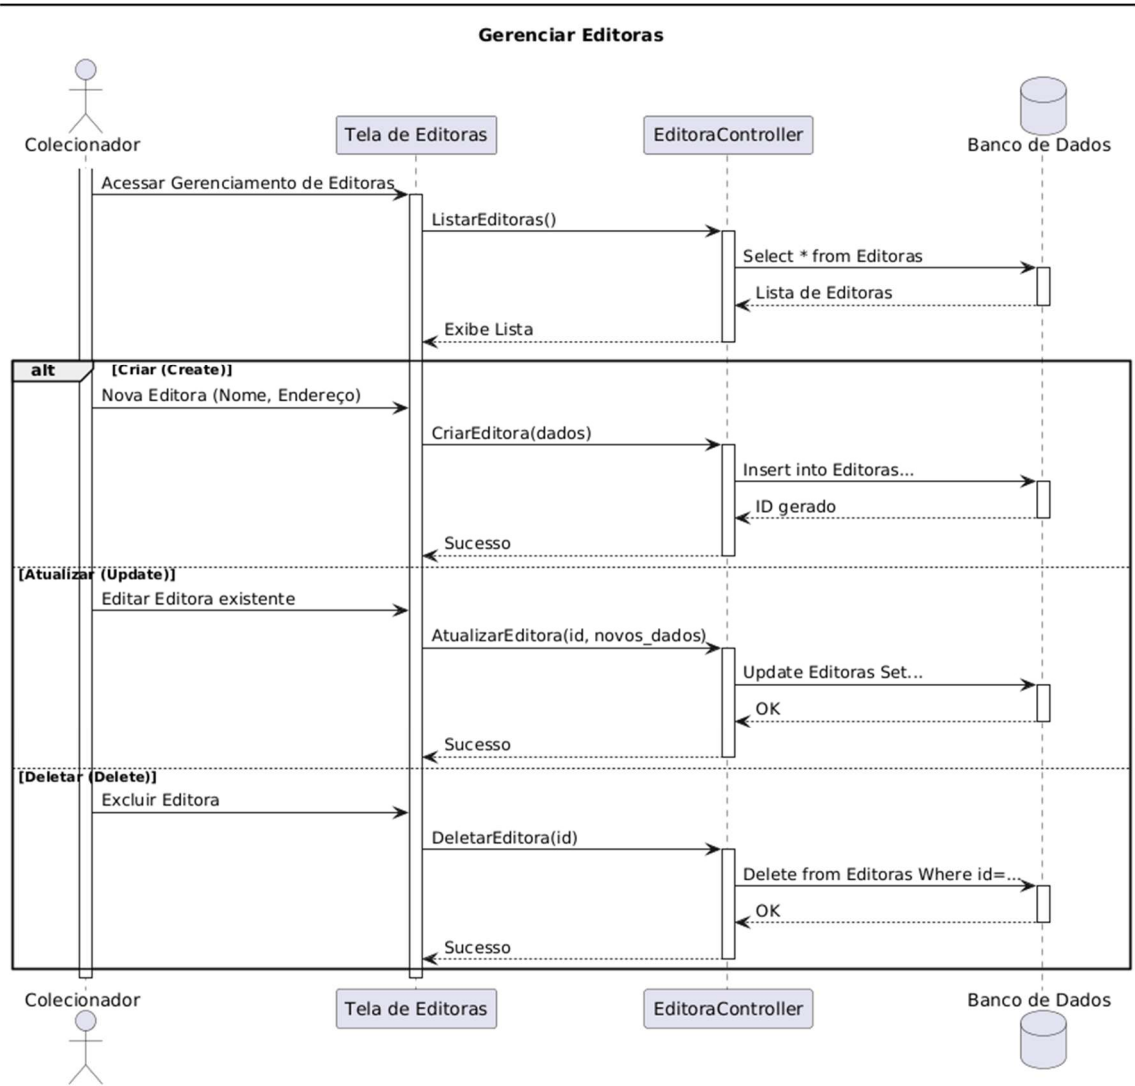 Gerenciar Editoras
Colecionador
Tela de Editoras
EditoraController
Banco de Dados
Acessar Gerenciamento de Editoras
ListarEditoras()
Select * from Editoras
Lista de Editoras
Exibe Lista
alt
[Criar (Create)]
Nova Editora (Nome, Endereço)
CriarEditora(dados)
Insert into Editoras...
ID gerado
Sucesso
[Atualizar (Update)]
Editar Editora existente
AtualizarEditora(id, novos_dados)
Update Editoras Set...
OK
Sucesso
[Deletar (Delete)]
Excluir Editora
DeletarEditora(id)
Delete from Editoras Where id=...
OK
Sucesso
Colecionador
Tela de Editoras
EditoraController
Banco de Dados